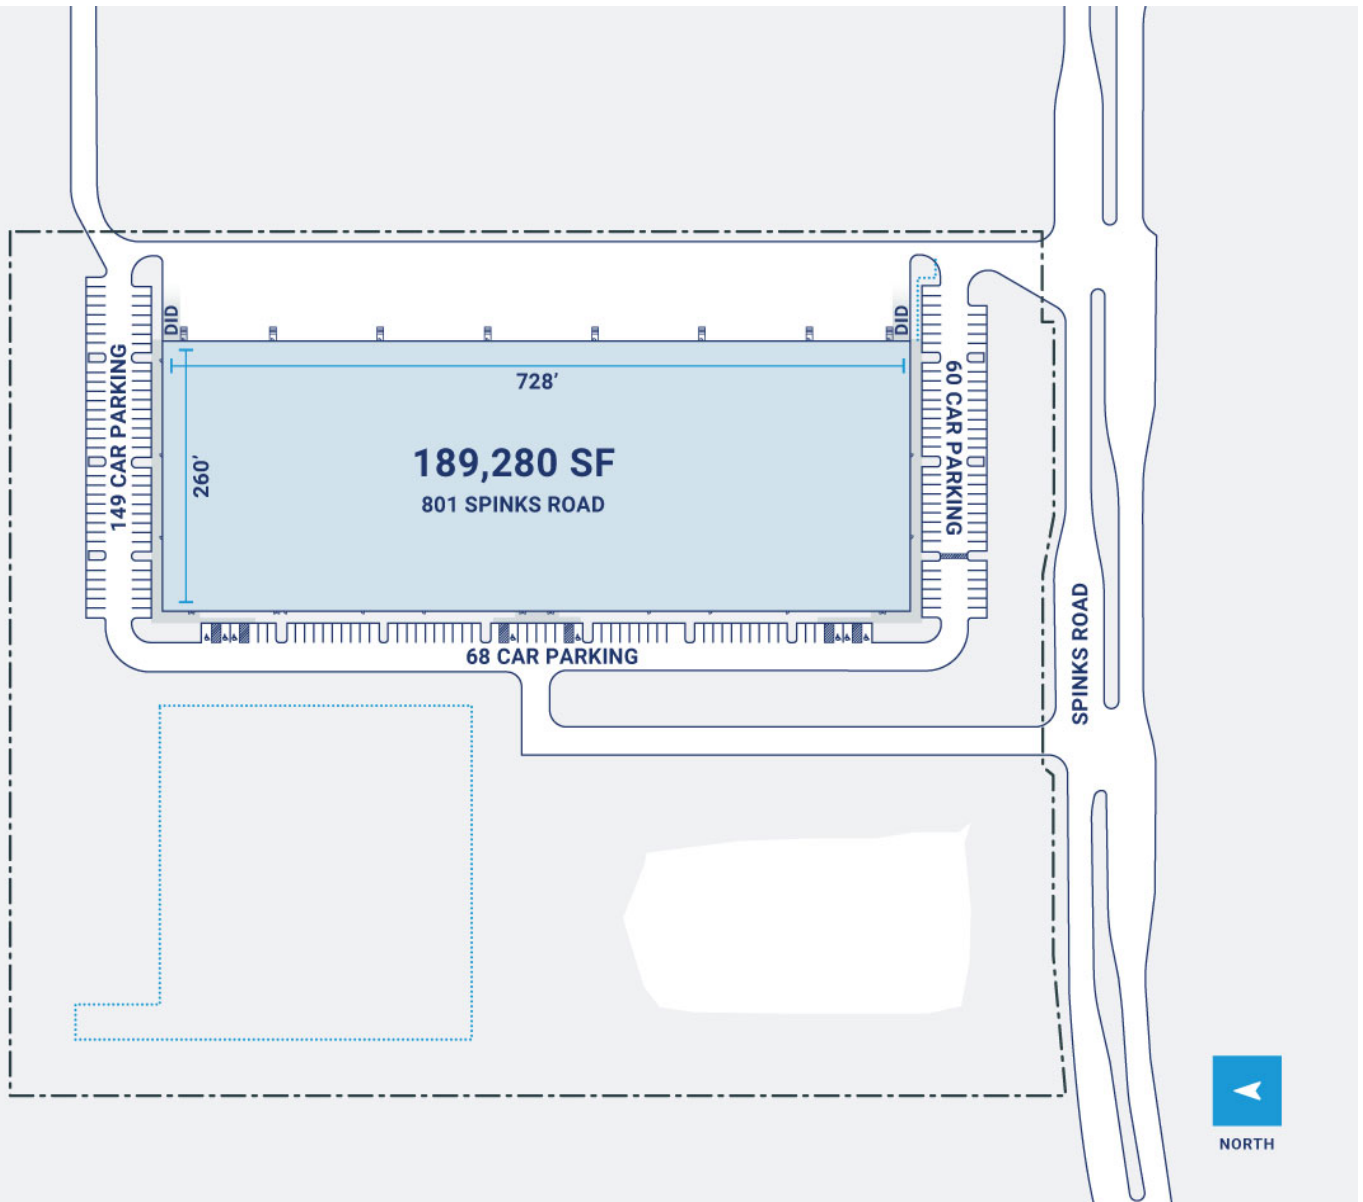 DID
DID
728’
149 CAR PARKING
260’
189,280 SF
801 SPINKS ROAD
60 CAR PARKING
68 CAR PARKING
SPINKS ROAD
NORTH